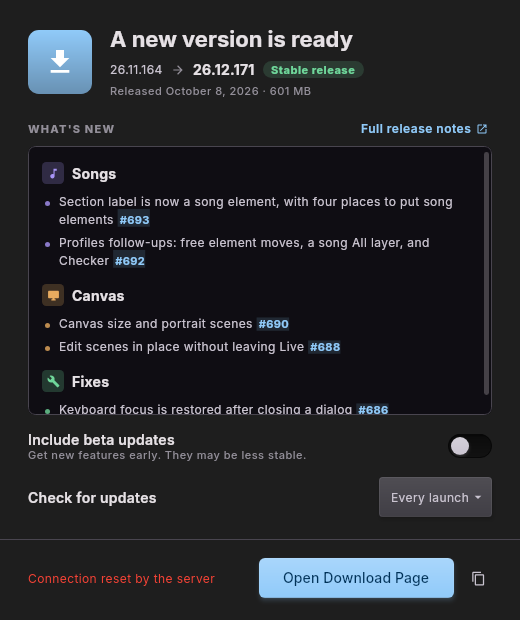 A new version is ready
26.11.164 → 26.12.171 Stable release
Released October 8, 2026 · 601 MB
WHAT'S NEW Full release notes
Songs
• Section label is now a song element, with four places to put song
elements #693
• Profiles follow-ups: free element moves, a song All layer, and
Checker #692
Canvas
• Canvas size and portrait scenes #690
• Edit scenes in place without leaving Live #688
Fixes
• Keyboard focus is restored after closing a dialog #686
Include beta updates
Get new features early. They may be less stable.
Check for updates Every launch
Connection reset by the server Open Download Page